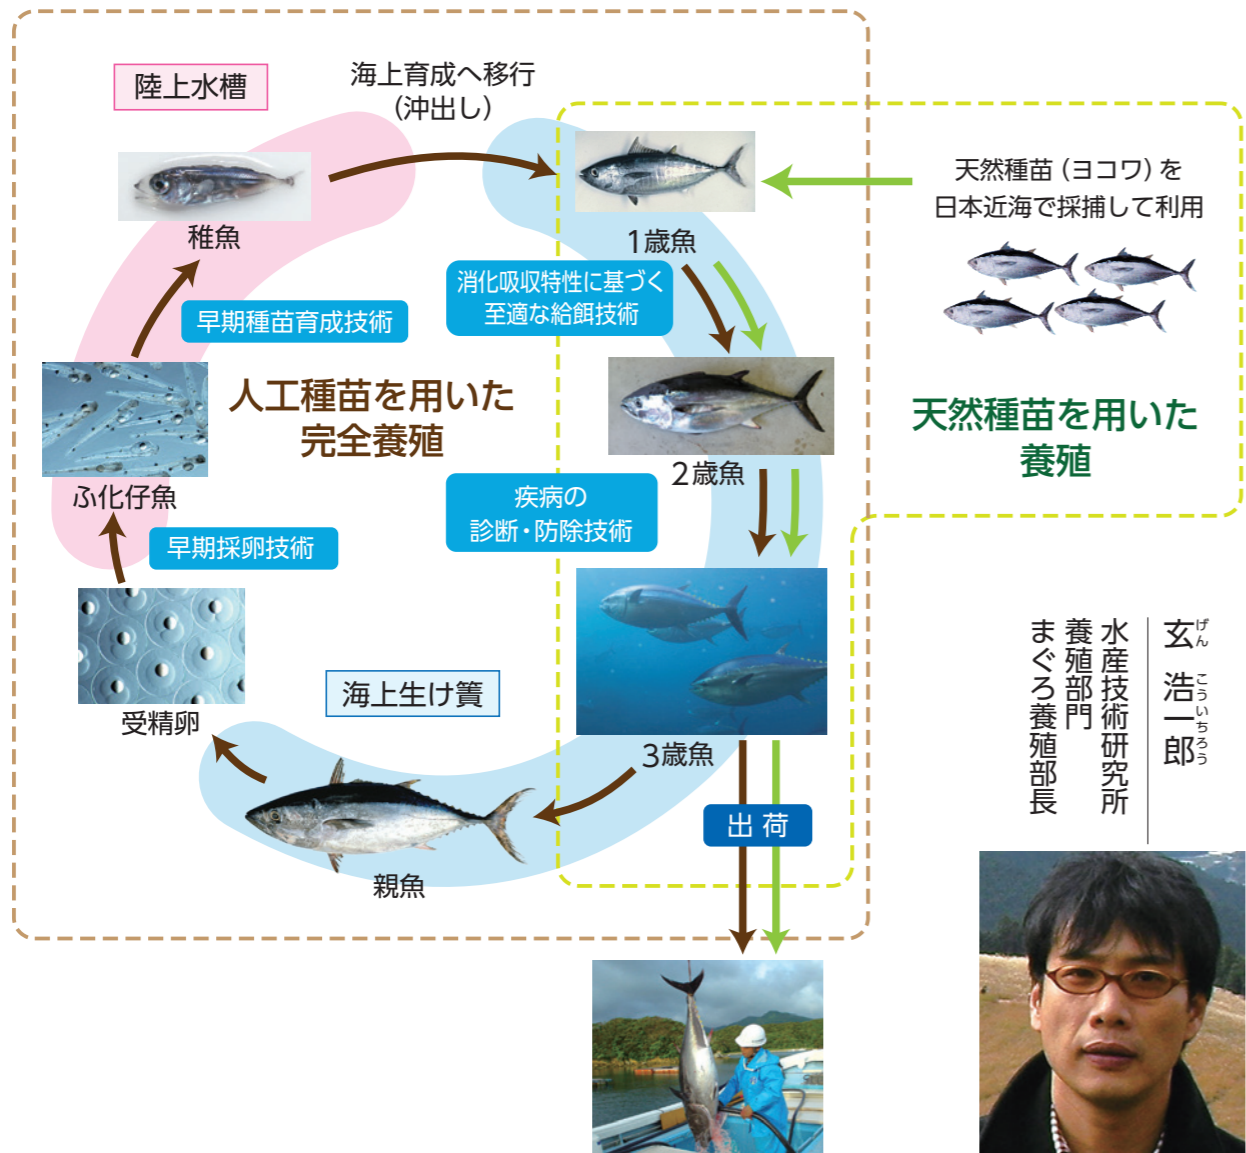 陸上水槽
海上育成へ移行
（沖出し）
天然種苗（ヨコワ）を
日本近海で採捕して利用
稚魚
1歳魚
早期種苗育成技術
消化吸収特性に基づく
至適な給餌技術
人工種苗を用いた
完全養殖
天然種苗を用いた
養殖
2歳魚
ふ化仔魚
疾病の
診断・防除技術
早期採卵技術
海上生け簀
受精卵
3歳魚
親魚
出荷
玄 浩一郎
げん こういちろう
水産技術研究所
養殖部門
まぐろ養殖部長